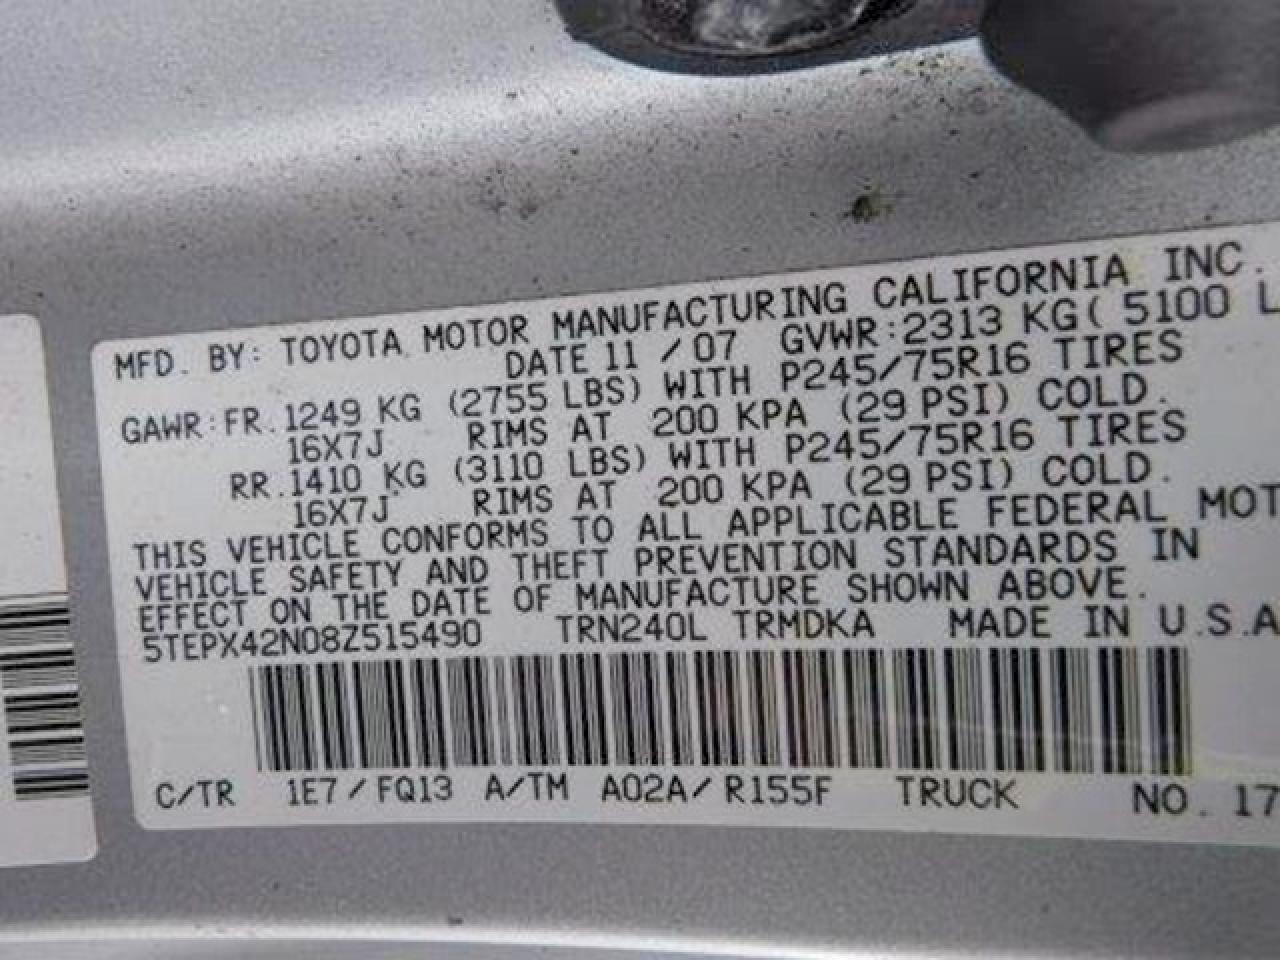 MFD. BY: TOYOTA MOTOR MANUFACTURING CALIFORNIA INC.
DATE 11 / 07 GVWR:2313 KG( 5100 L
GAWR:FR.1249 KG (2755 LBS) WITH P245/75R16 TIRES
16X7J RIMS AT 200 KPA (29 PSI) COLD.
RR.1410 KG (3110 LBS) WITH P245/75R16 TIRES
16X7J RIMS AT 200 KPA (29 PSI) COLD.
THIS VEHICLE CONFORMS TO ALL APPLICABLE FEDERAL MOT
VEHICLE SAFETY AND THEFT PREVENTION STANDARDS IN
EFFECT ON THE DATE OF MANUFACTURE SHOWN ABOVE.
5TEPX42N08Z515490 TRN240L TRMDKA MADE IN U.S.A
C/TR 1E7/FQ13 A/TM A02A/R155F TRUCK NO. 17